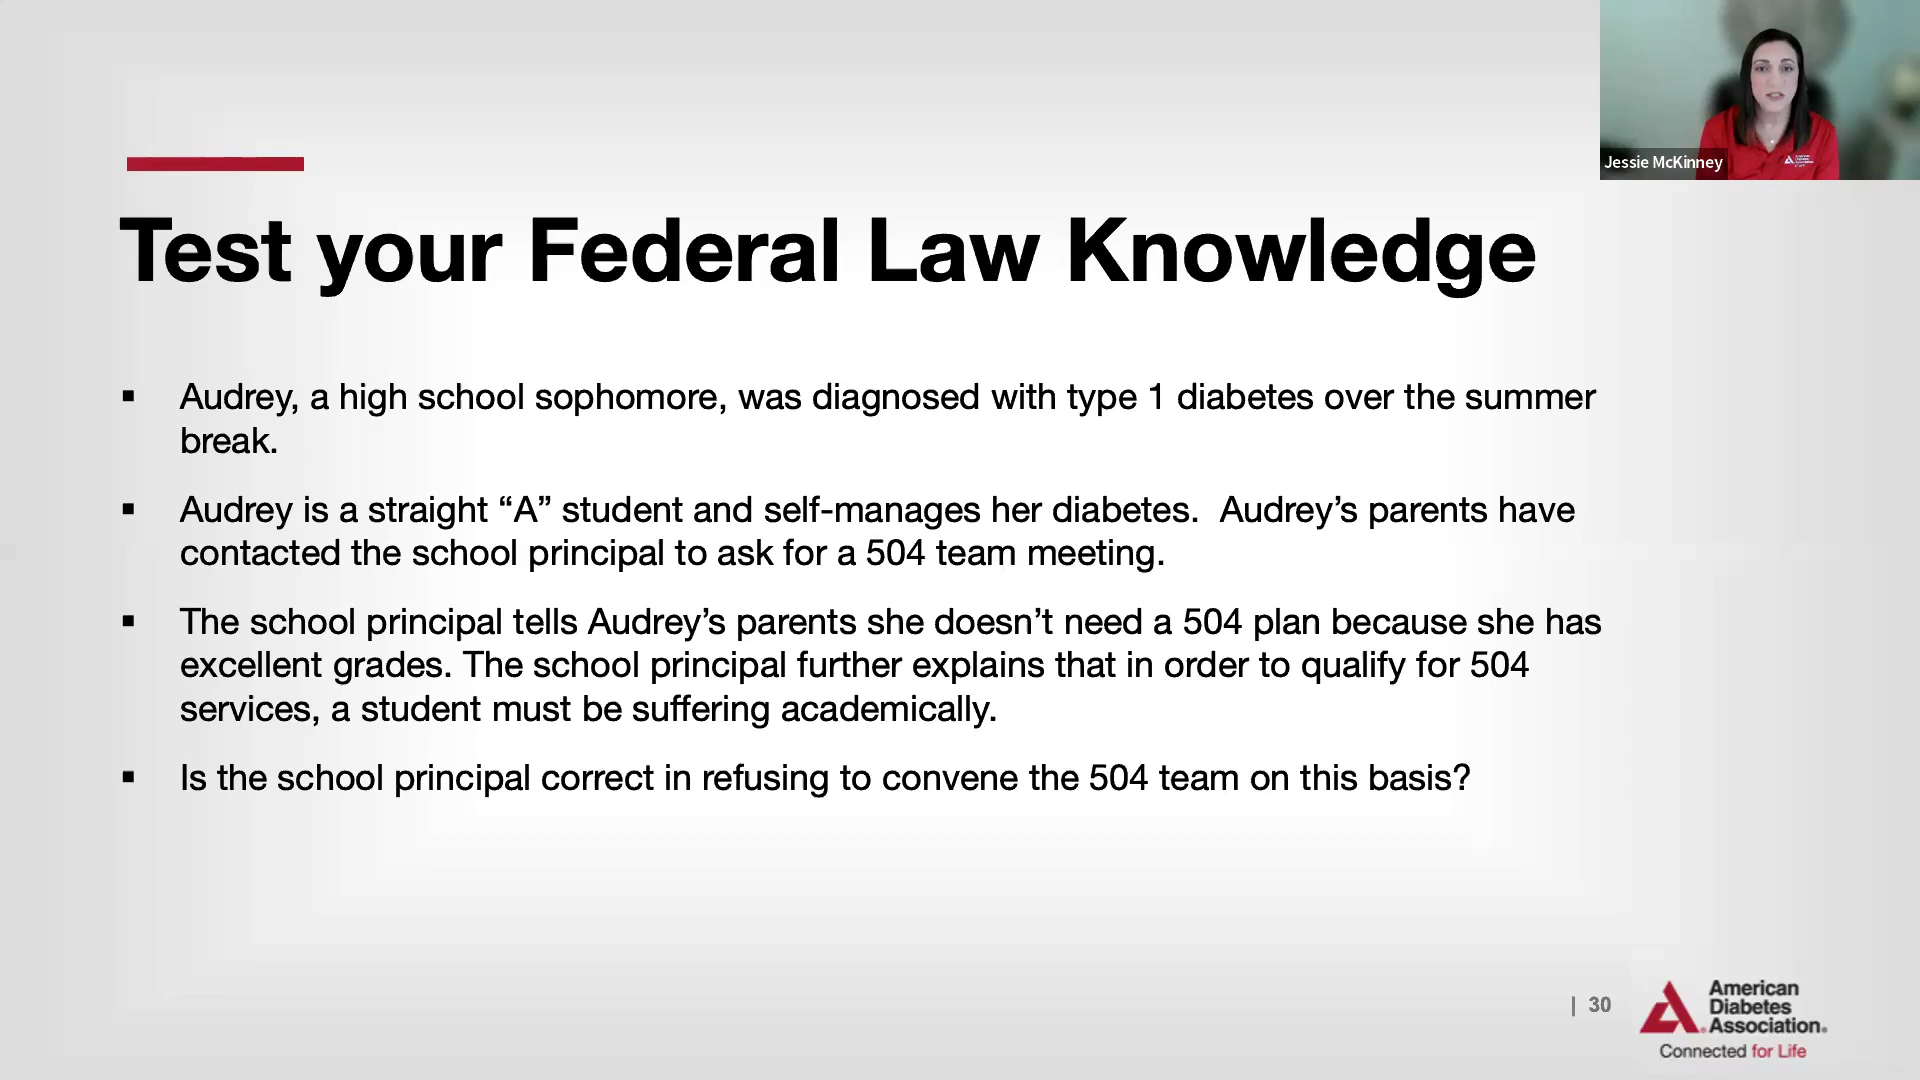 Jessie McKinney
Test your Federal Law Knowledge
▪ Audrey, a high school sophomore, was diagnosed with type 1 diabetes over the summer
break.
▪ Audrey is a straight “A” student and self-manages her diabetes.  Audrey’s parents have
contacted the school principal to ask for a 504 team meeting.
▪ The school principal tells Audrey’s parents she doesn’t need a 504 plan because she has
excellent grades. The school principal further explains that in order to qualify for 504
services, a student must be suffering academically.
▪ Is the school principal correct in refusing to convene the 504 team on this basis?
| 30
American
Diabetes
Association.
Connected for Life